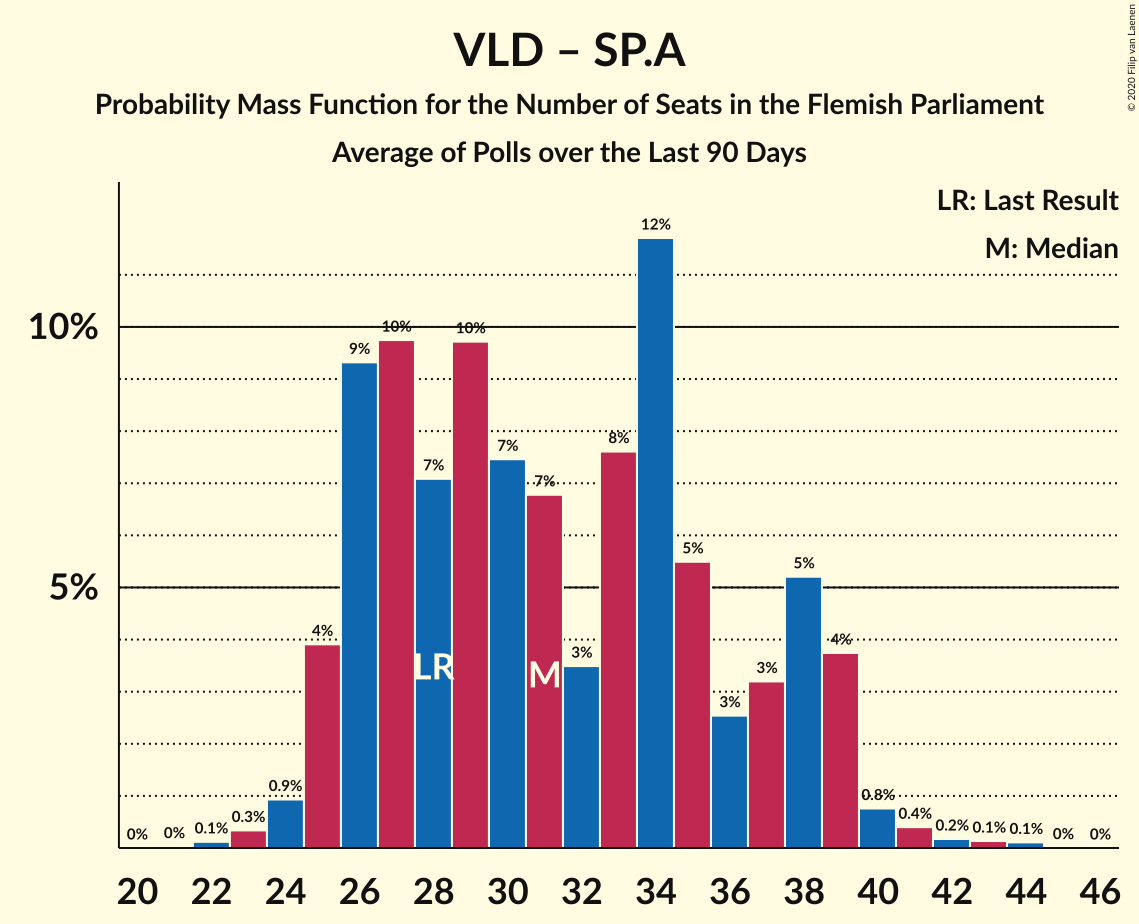 VLD – SP.A
Probability Mass Function for the Number of Seats in the Flemish Parliament
Average of Polls over the Last 90 Days
© 2020 Filip van Laenen
LR: Last Result
M: Median
10%
5%
0% 0% 0.1% 0.3% 0.9% 4% 9% 10% 7% 10% 7% 7% 3% 8% 12% 5% 3% 3% 5% 4% 0.8% 0.4% 0.2% 0.1% 0.1% 0% 0%
LR M
20 22 24 26 28 30 32 34 36 38 40 42 44 46